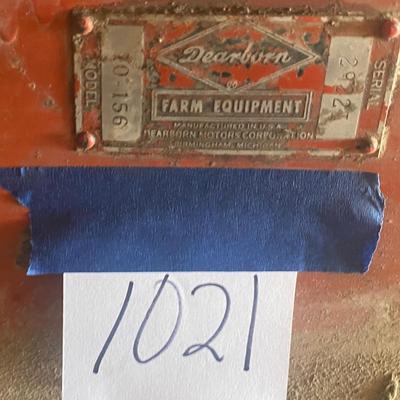 Dearborn
®
FARM EQUIPMENT
MANUFACTURED IN U.S.A.
DEARBORN MOTORS CORPORATION
BIRMINGHAM, MICHIGAN
MODEL
10-156
SERIAL
1021